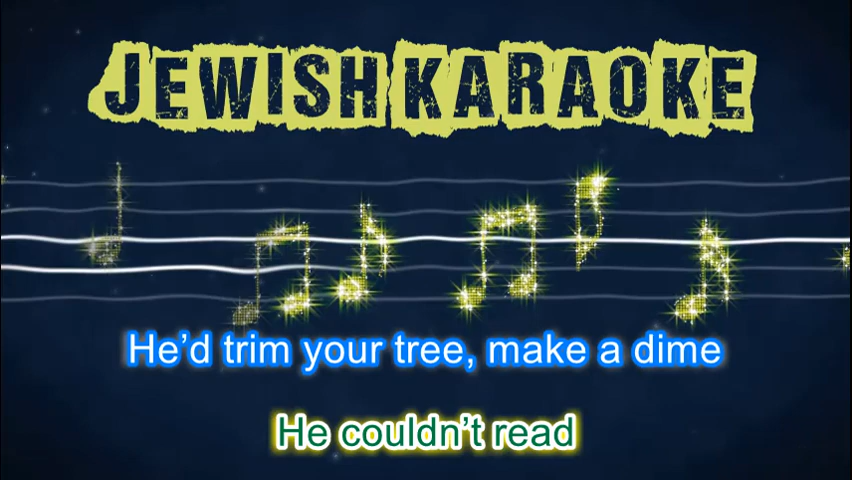 JEWISH KARAOKE
He'd trim your tree, make a dime
He couldn't read